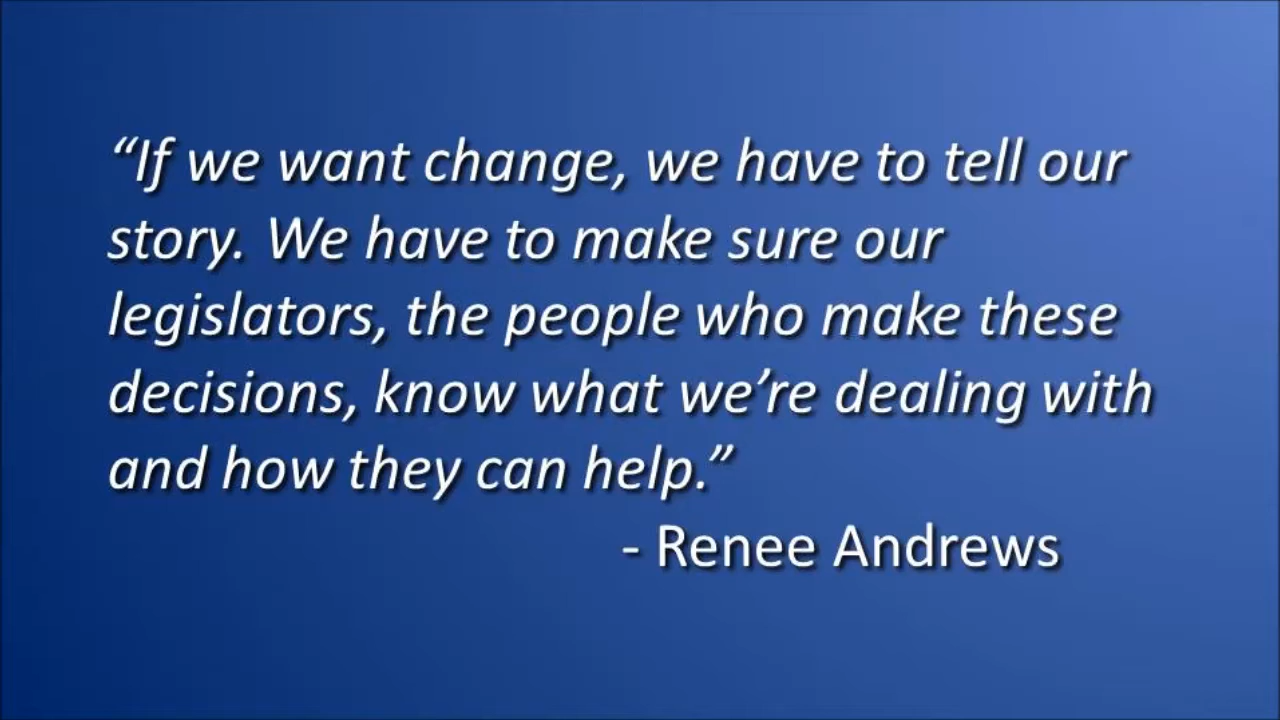 “If we want change, we have to tell our
story. We have to make sure our
legislators, the people who make these
decisions, know what we’re dealing with
and how they can help.”
- Renee Andrews